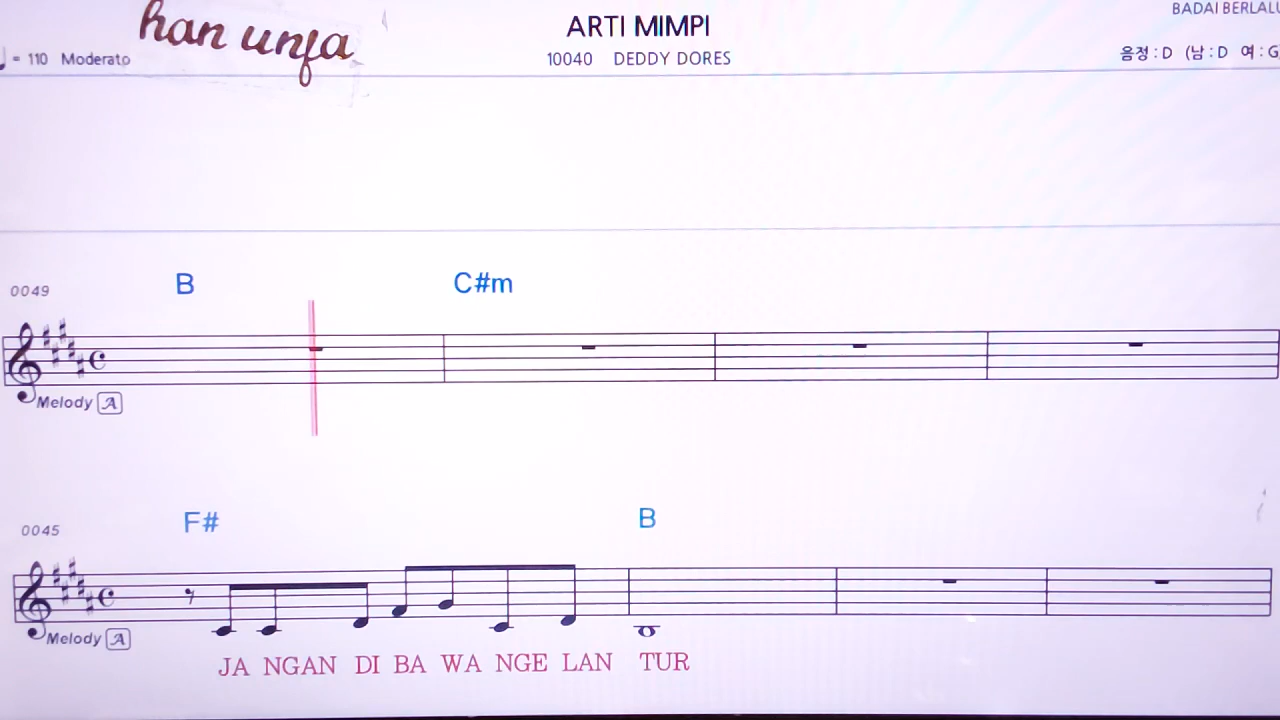 BADAI BERLALU
han unja
ARTI MIMPI
♩ = 110 Moderato
10040 DEDDY DORES
음정 : D (남 : D 여 : G
0049
B
C#m
Melody A
0045
F#
B
Melody A
JA NGAN DI BA WA NGE LAN TUR